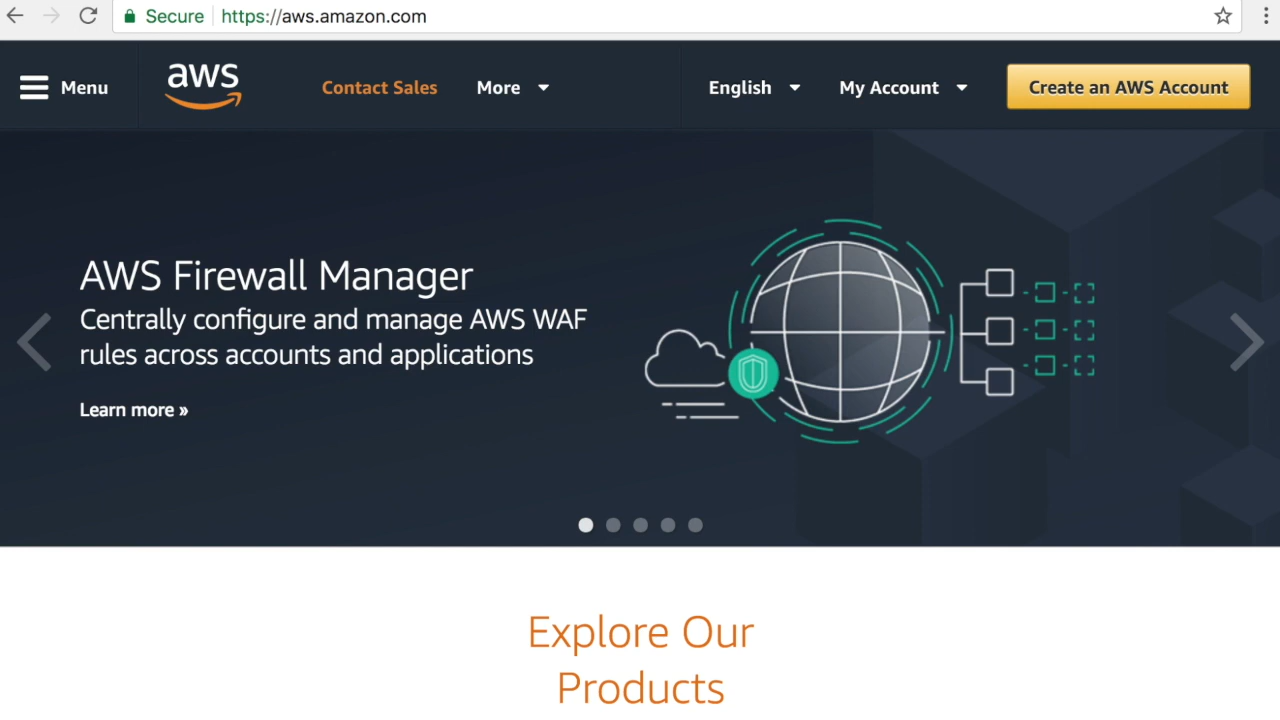 Secure https://aws.amazon.com
Menu aws Contact Sales More English My Account Create an AWS Account
AWS Firewall Manager
Centrally configure and manage AWS WAF
rules across accounts and applications
Learn more »
Explore Our
Products